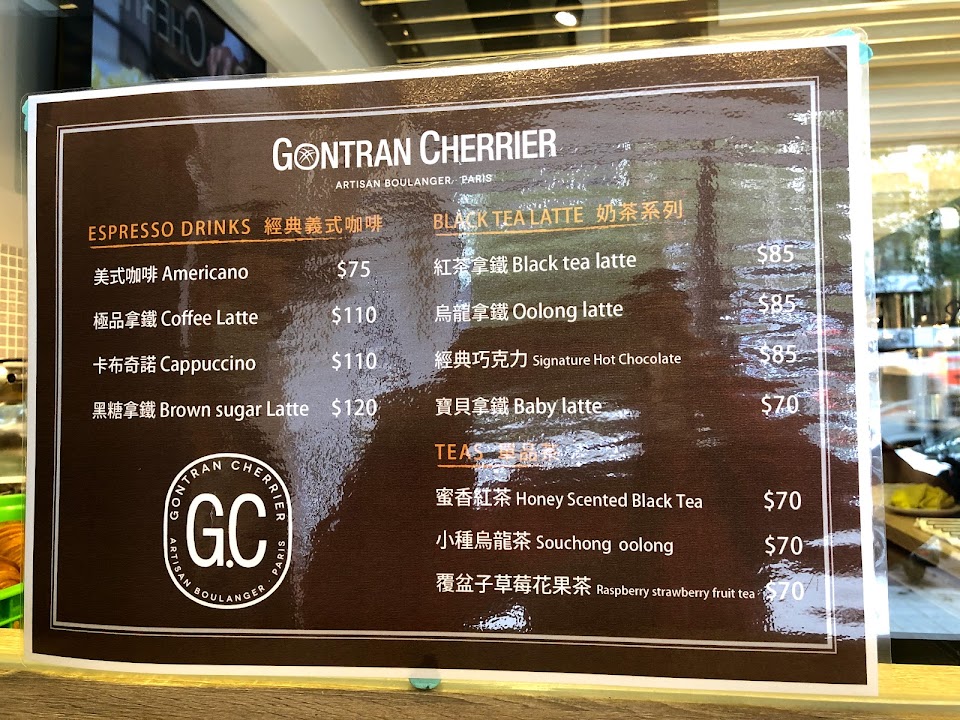 GONTRAN CHERRIER
ARTISAN BOULANGER · PARIS
ESPRESSO DRINKS 經典義式咖啡
美式咖啡 Americano $75
極品拿鐵 Coffee Latte $110
卡布奇諾 Cappuccino $110
黑糖拿鐵 Brown sugar Latte $120
BLACK TEA LATTE 奶茶系列
紅茶拿鐵 Black tea latte $85
烏龍拿鐵 Oolong latte $85
經典巧克力 Signature Hot Chocolate $85
寶貝拿鐵 Baby latte $70
TEAS 單品茶
蜜香紅茶 Honey Scented Black Tea $70
小種烏龍茶 Souchong oolong $70
覆盆子草莓花果茶 Raspberry strawberry fruit tea $70
GONTRAN CHERRIER
G.C
ARTISAN BOULANGER · PARIS